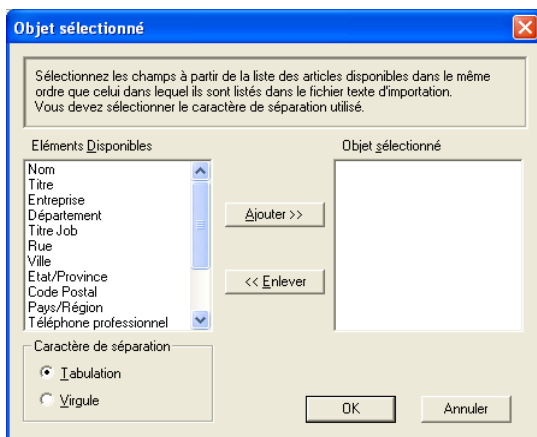 Objet sélectionné
Sélectionnez les champs à partir de la liste des articles disponibles dans le même
ordre que celui dans lequel ils sont listés dans le fichier texte d'importation.
Vous devez sélectionner le caractère de séparation utilisé.
Eléments Disponibles
Objet sélectionné
Nom
Titre
Entreprise
Département
Titre Job
Rue
Ville
Etat/Province
Code Postal
Pays/Région
Téléphone professionnel
Ajouter >>
<< Enlever
Caractère de séparation
Tabulation
Virgule
OK
Annuler